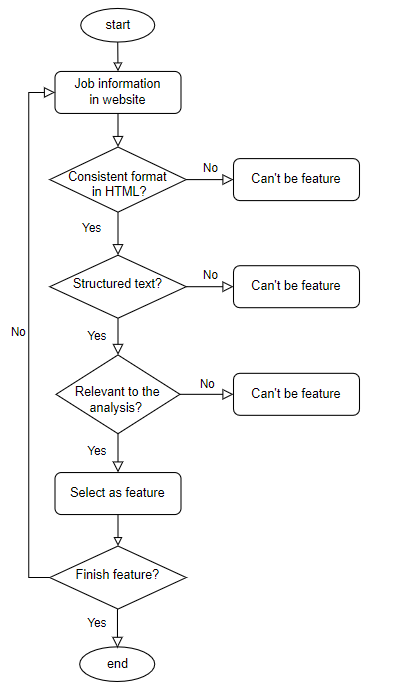 start
Job information
in website
Consistent format
in HTML?
No
Can't be feature
Yes
Structured text?
No
Can't be feature
No
Yes
Relevant to the
analysis?
No
Can't be feature
Yes
Select as feature
Finish feature?
Yes
end